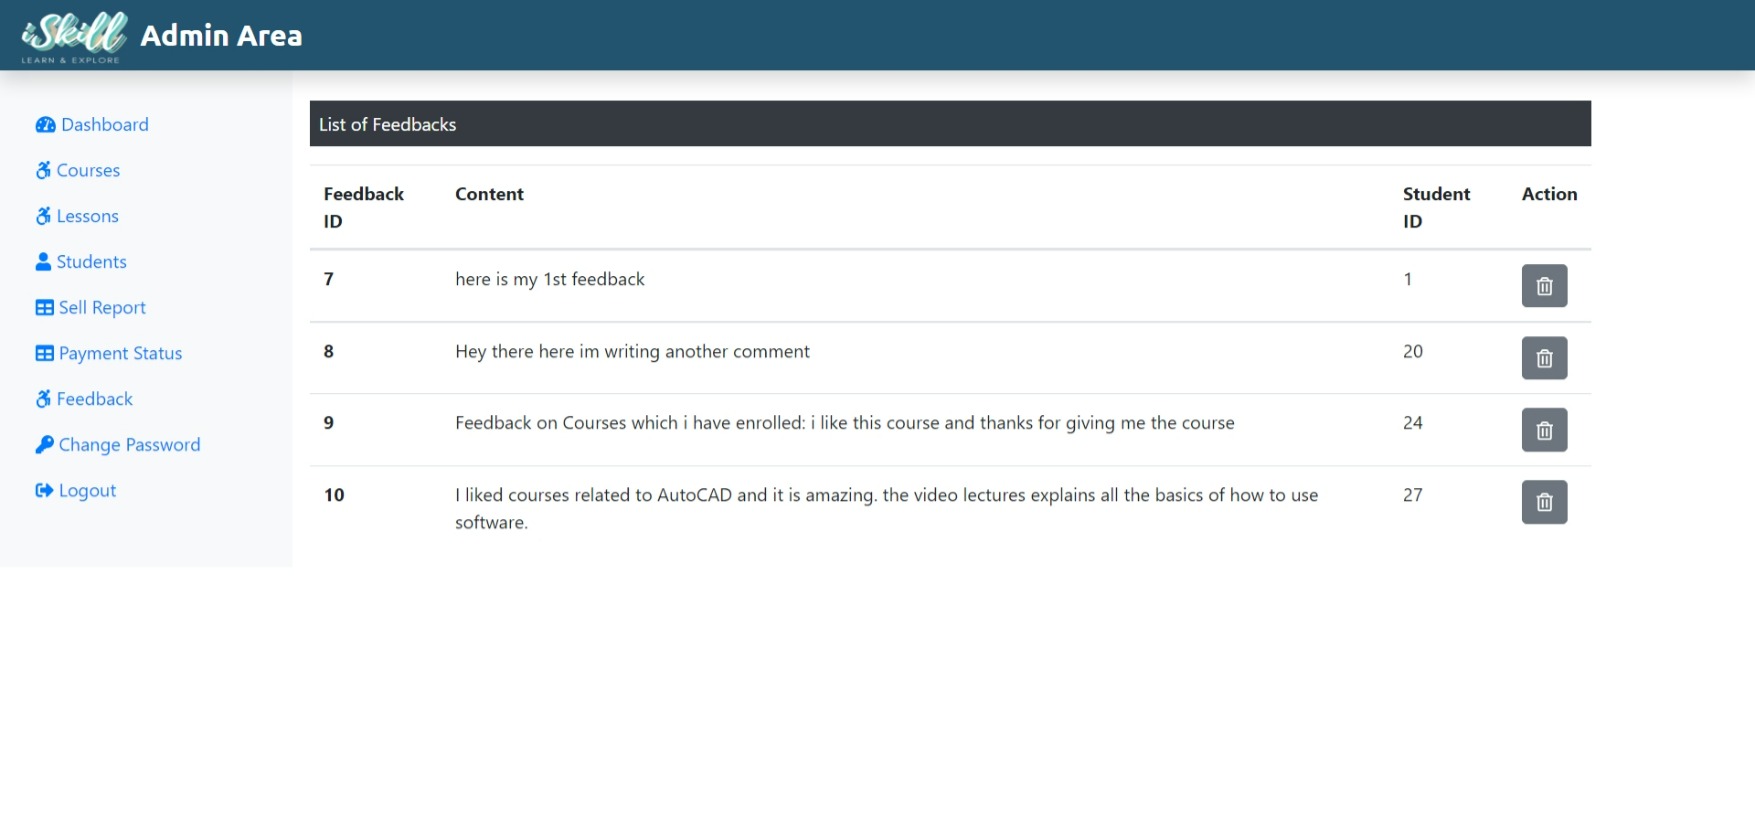 iSkill
LEARN & EXPLORE
Admin Area
Dashboard
Courses
Lessons
Students
Sell Report
Payment Status
Feedback
Change Password
Logout
List of Feedbacks
Feedback ID Content Student ID Action
7 here is my 1st feedback 1
8 Hey there here im writing another comment 20
9 Feedback on Courses which i have enrolled: i like this course and thanks for giving me the course 24
10 I liked courses related to AutoCAD and it is amazing. the video lectures explains all the basics of how to use 27
software.